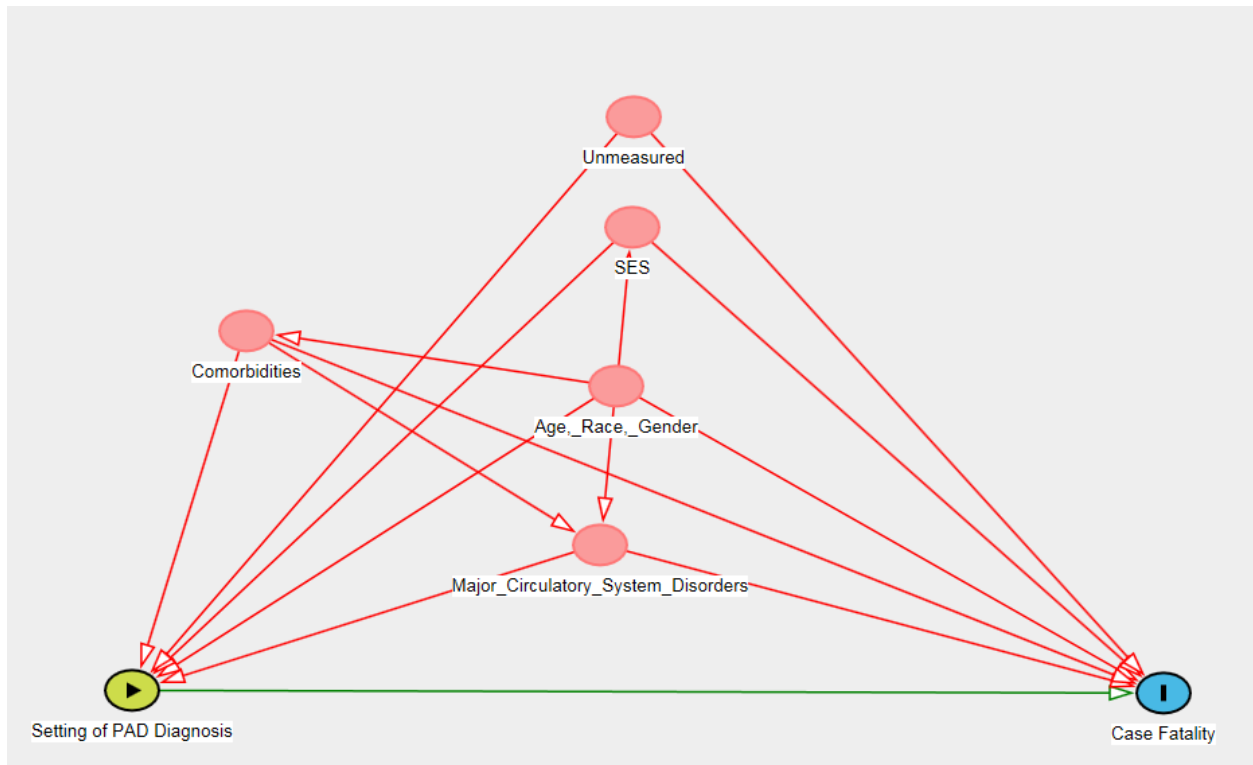 Unmeasured
SES
Comorbidities
Age,_Race,_Gender
Major_Circulatory_System_Disorders
Setting of PAD Diagnosis
Case Fatality